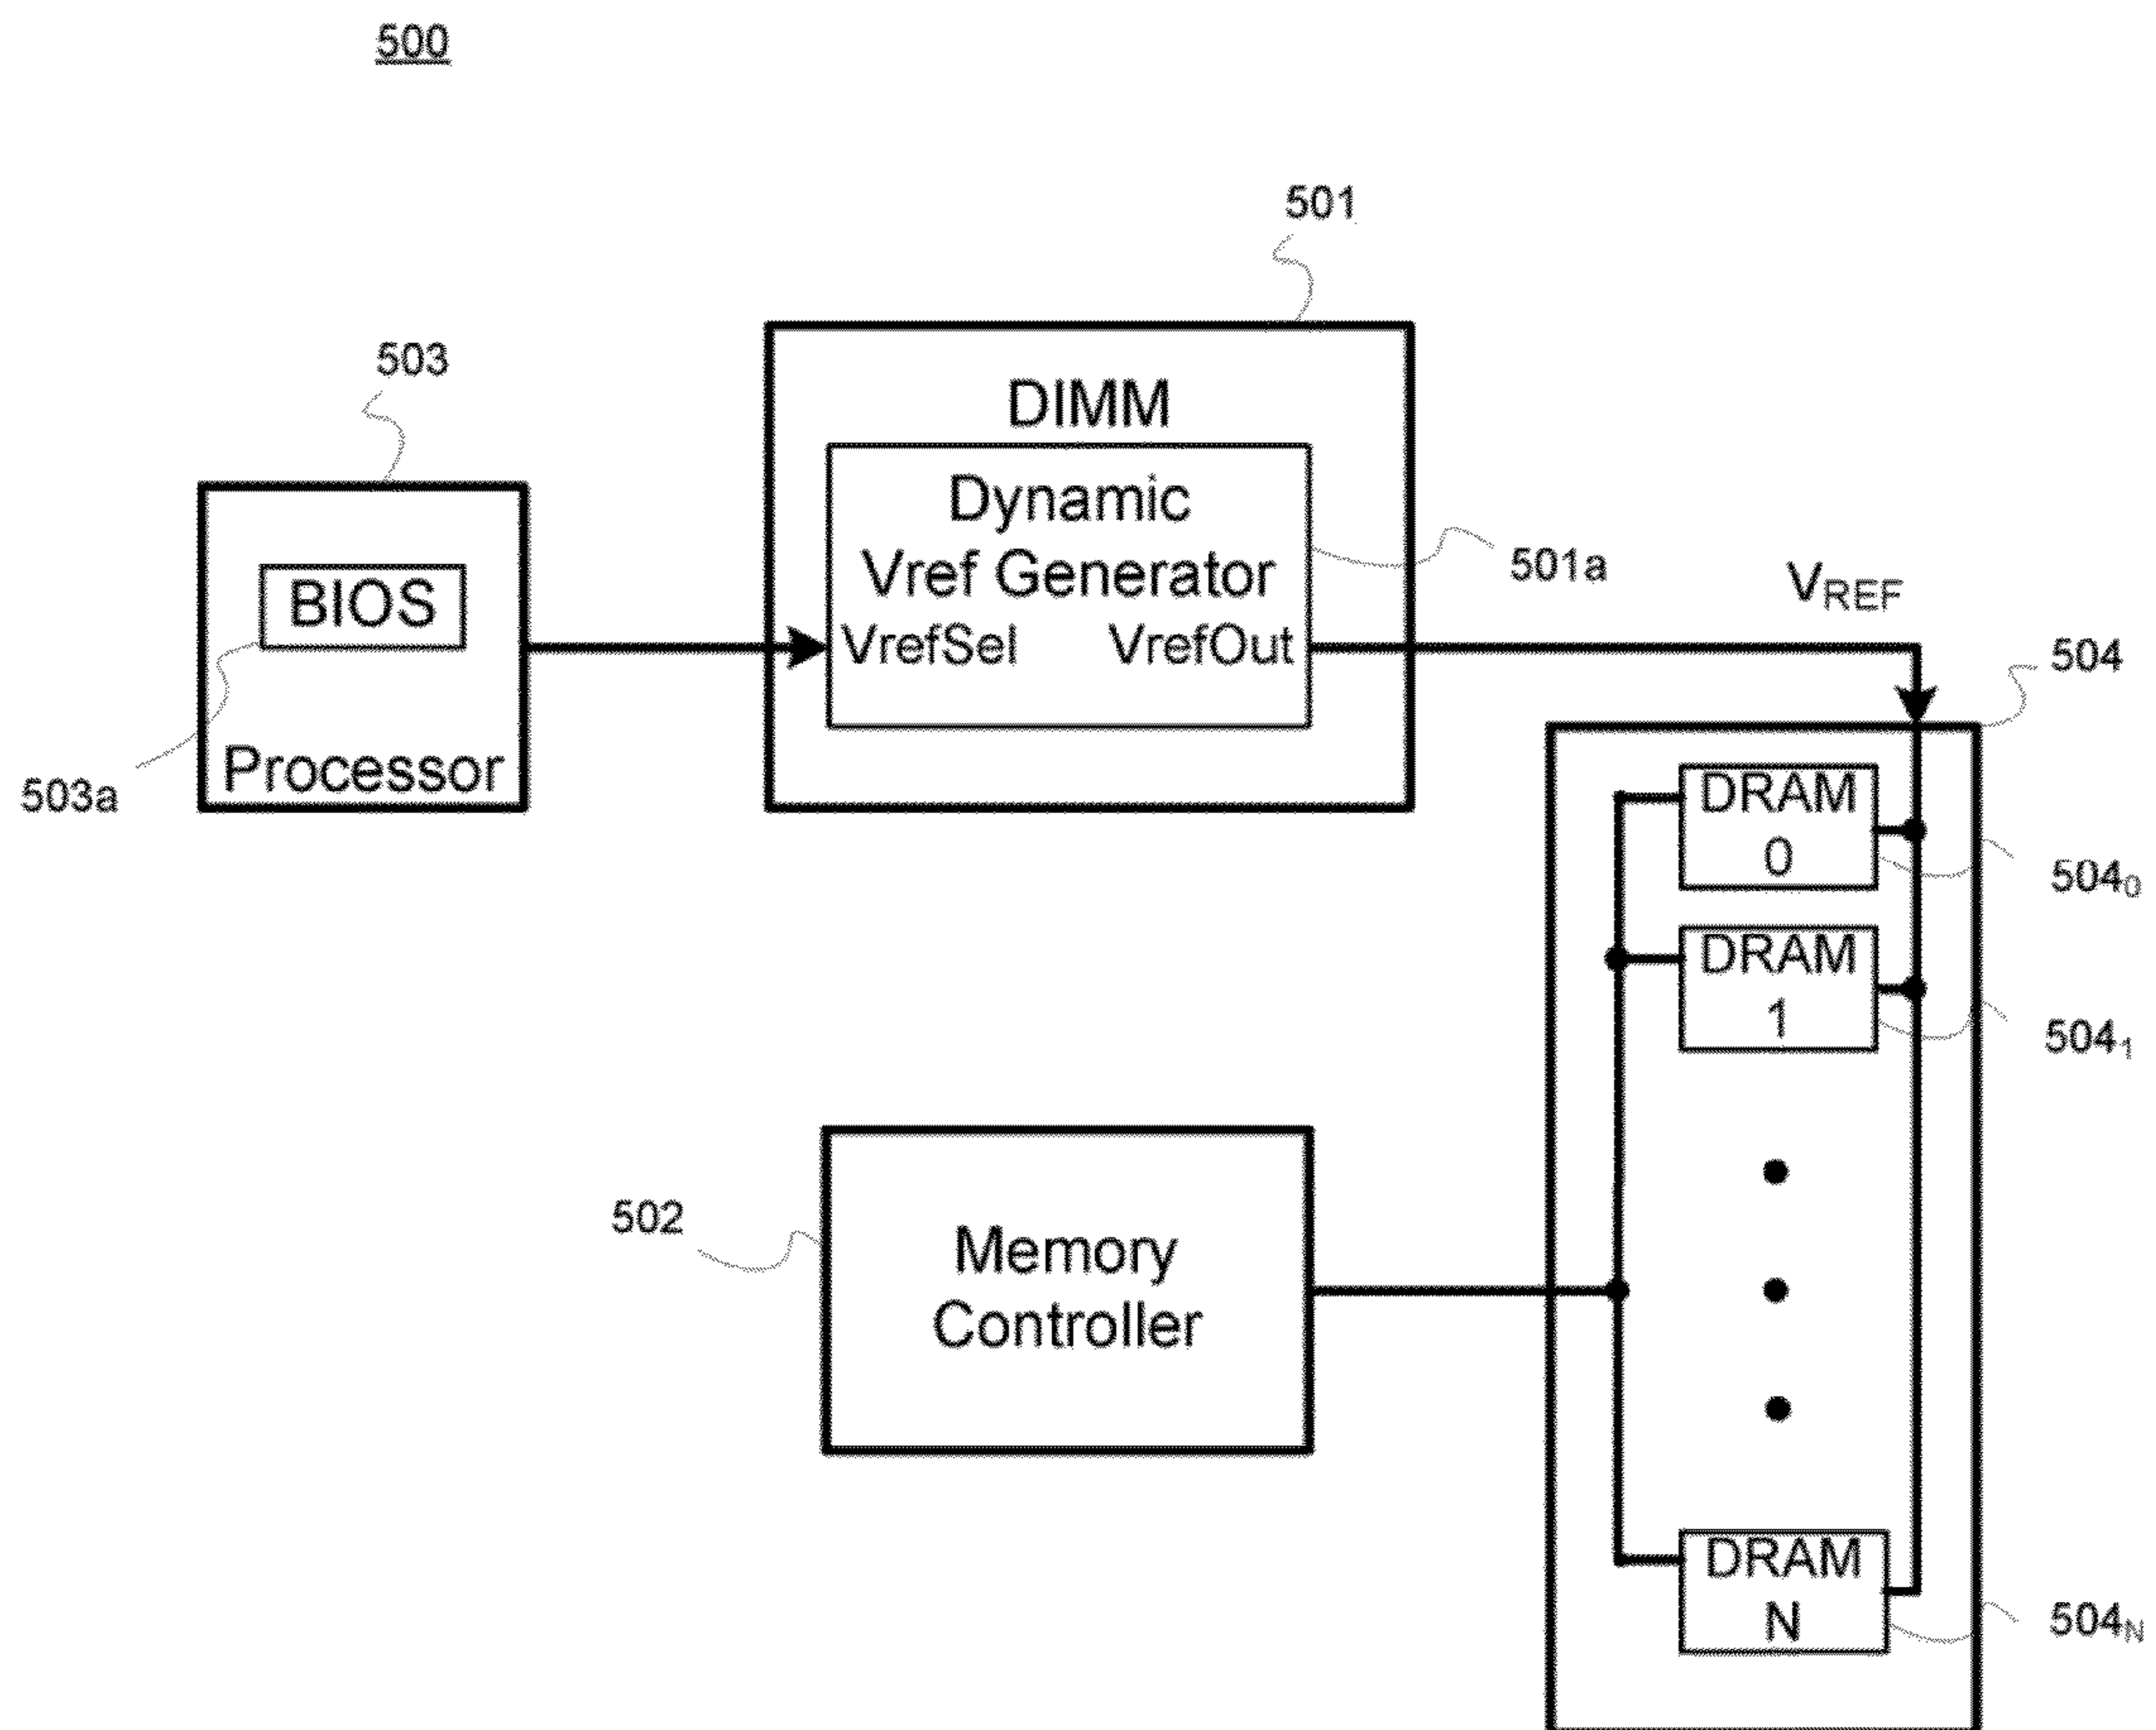 500
501
503
DIMM
Dynamic
Vref Generator
VrefSel VrefOut
501a
VREF
BIOS
504
Processor
503a
DRAM
0
504₀
DRAM
1
504₁
502
Memory
Controller
DRAM
N
504N